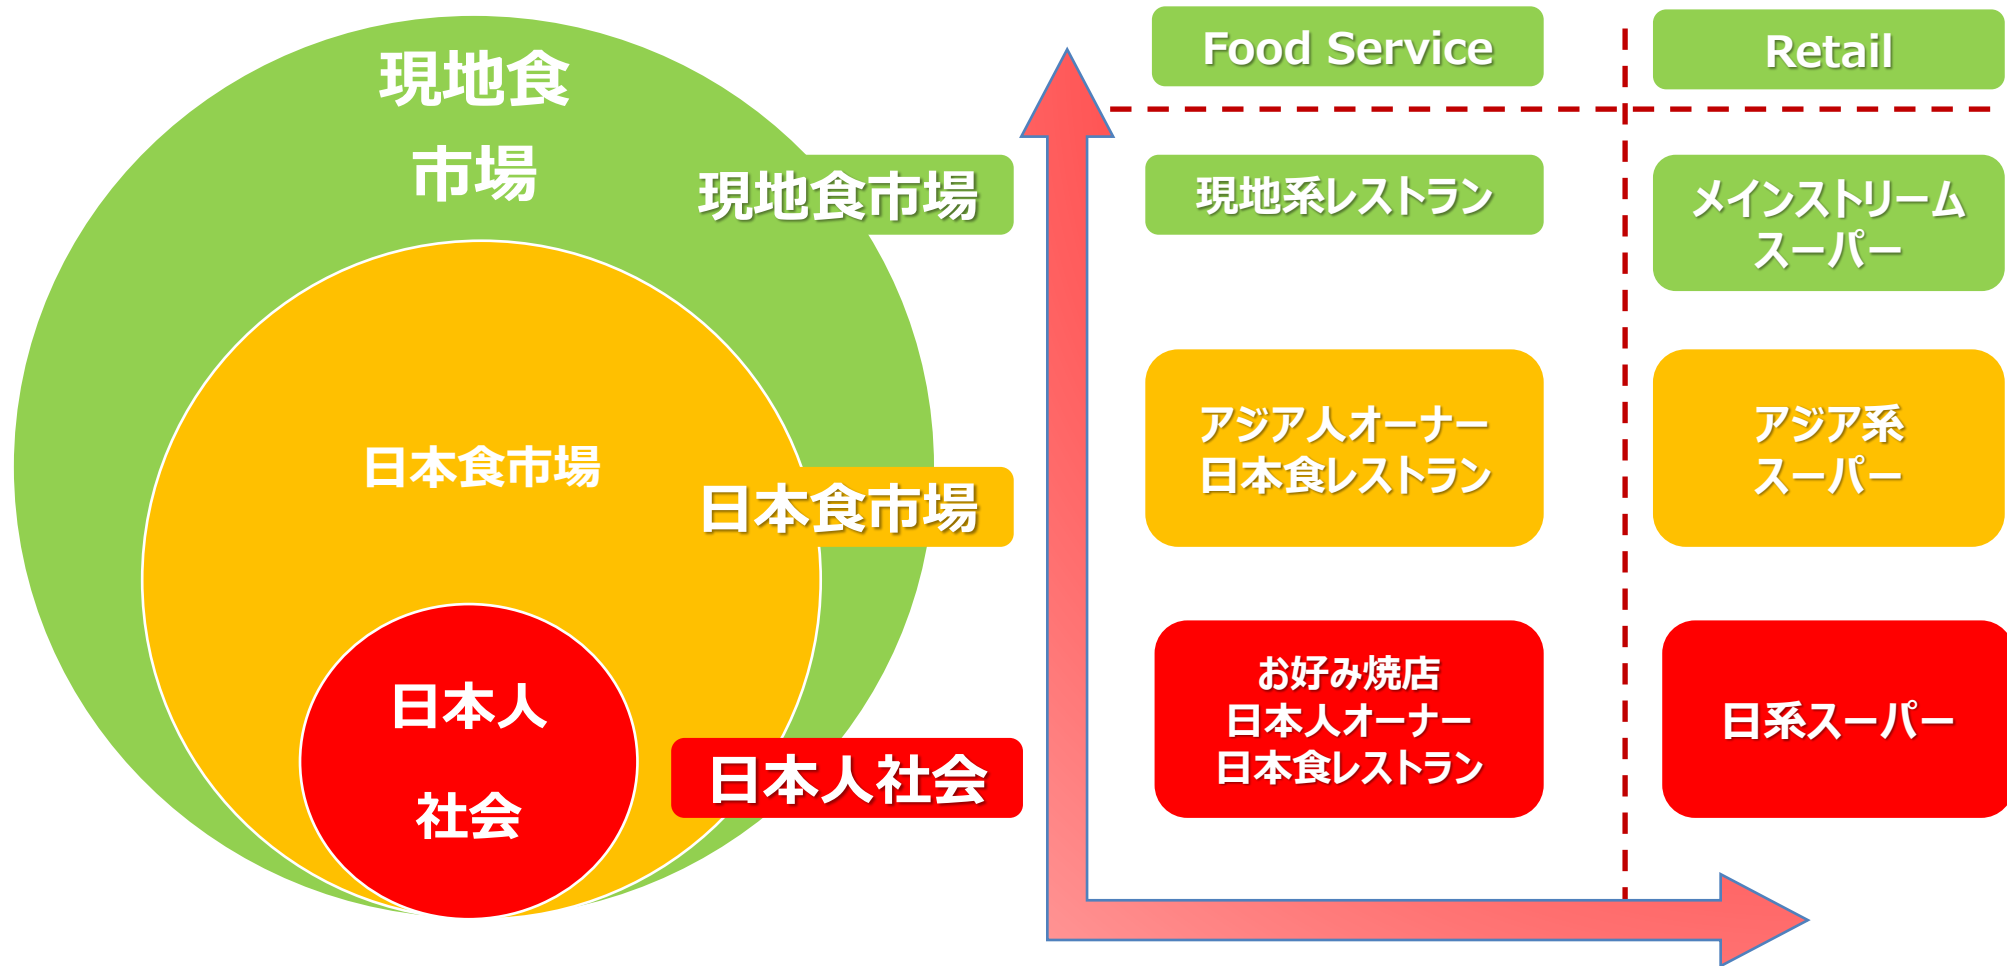 現地食
市場
日本食市場
日本人
社会
現地食市場
日本食市場
日本人社会
Food Service
Retail
現地系レストラン
メインストリーム
スーパー
アジア人オーナー
日本食レストラン
アジア系
スーパー
お好み焼店
日本人オーナー
日本食レストラン
日系スーパー